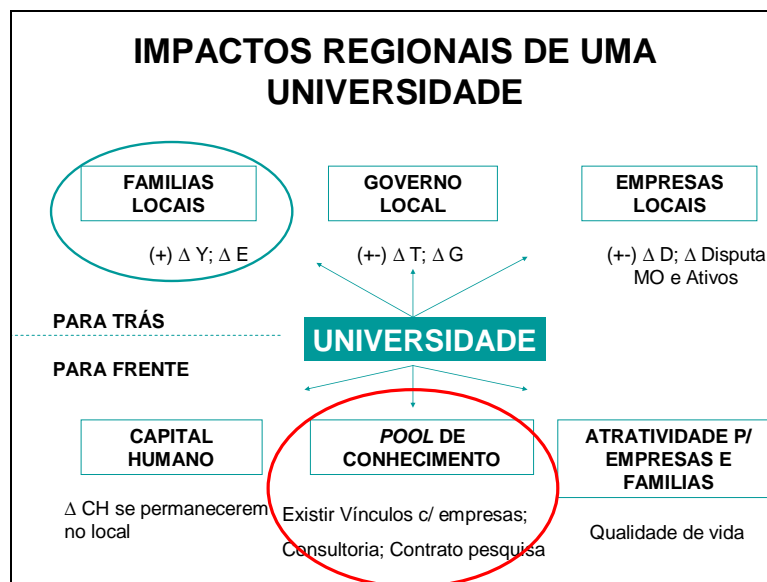 IMPACTOS REGIONAIS DE UMA
UNIVERSIDADE
FAMILIAS
LOCAIS
GOVERNO
LOCAL
EMPRESAS
LOCAIS
(+) Δ Y; Δ E
(+-) Δ T; Δ G
(+-) Δ D; Δ Disputa
MO e Ativos
PARA TRÁS
UNIVERSIDADE
PARA FRENTE
CAPITAL
HUMANO
POOL DE
CONHECIMENTO
ATRATIVIDADE P/
EMPRESAS E
FAMILIAS
Δ CH se permanecerem
no local
Existir Vínculos c/ empresas;
Consultoria; Contrato pesquisa
Qualidade de vida